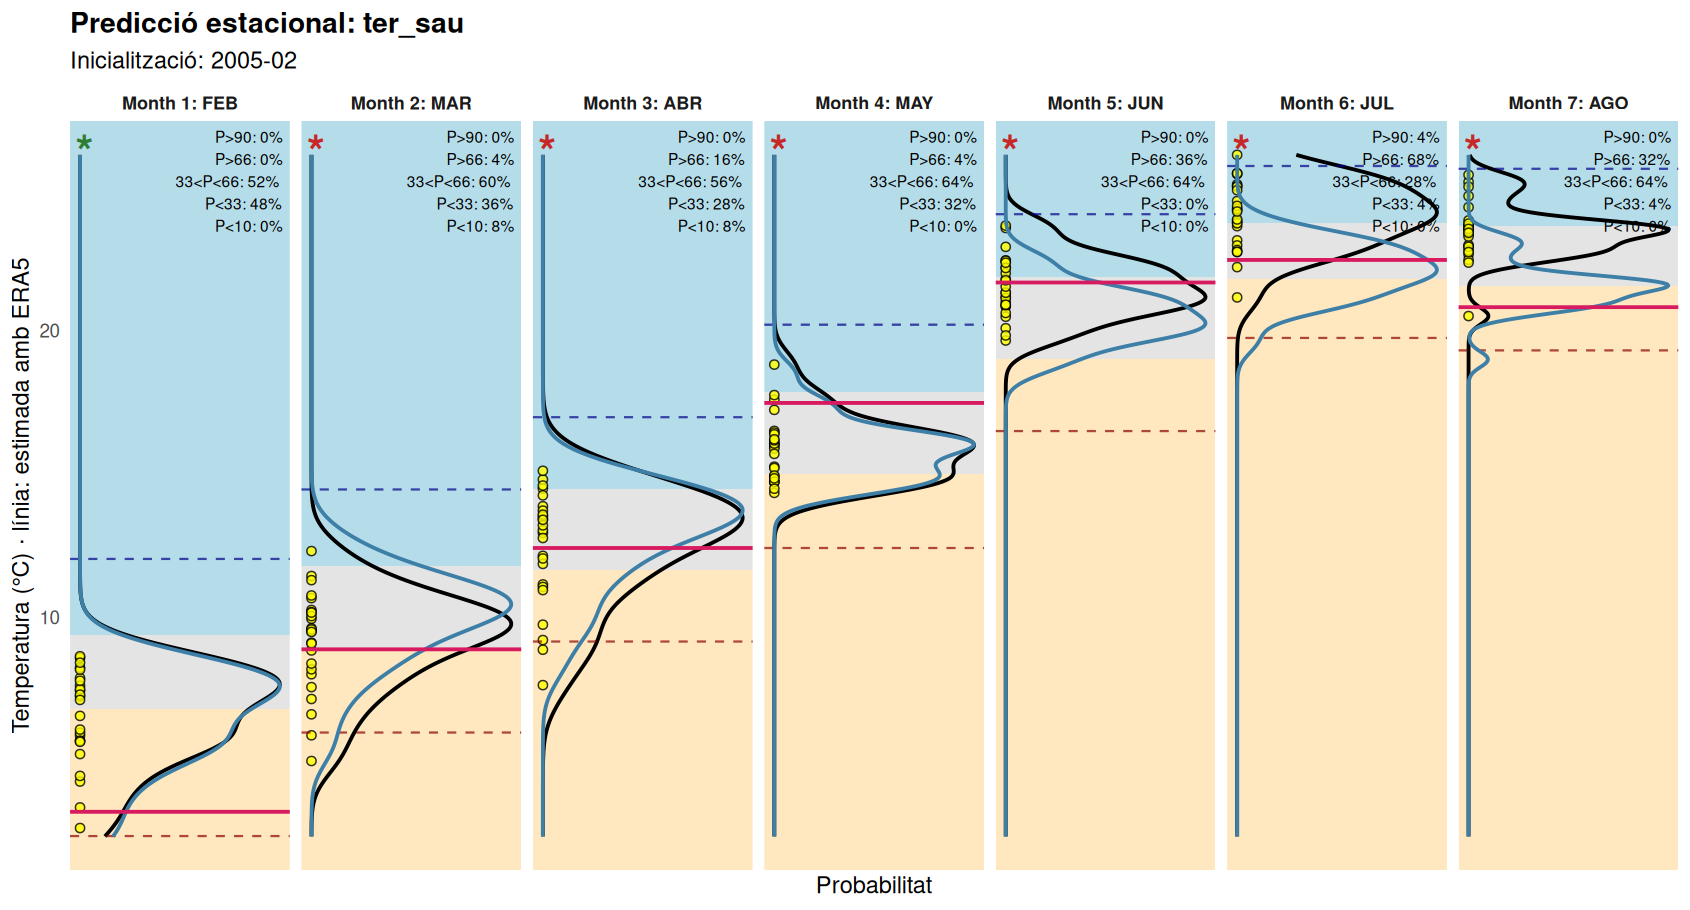 Predicció estacional: ter_sau
Inicialització: 2005-02
Month 1: FEB
Month 2: MAR
Month 3: ABR
Month 4: MAY
Month 5: JUN
Month 6: JUL
Month 7: AGO
*
P>90: 0%
P>66: 0%
33<P<66: 52%
P<33: 48%
P<10: 0%
*
P>90: 0%
P>66: 4%
33<P<66: 60%
P<33: 36%
P<10: 8%
*
P>90: 0%
P>66: 16%
33<P<66: 56%
P<33: 28%
P<10: 8%
*
P>90: 0%
P>66: 4%
33<P<66: 64%
P<33: 32%
P<10: 0%
*
P>90: 0%
P>66: 36%
33<P<66: 64%
P<33: 0%
P<10: 0%
*
P>90: 4%
P>66: 68%
33<P<66: 28%
P<33: 4%
P<10: 0%
*
P>90: 0%
P>66: 32%
33<P<66: 64%
P<33: 4%
P<10: 0%
20
10
Temperatura (°C) · línia: estimada amb ERA5
Probabilitat